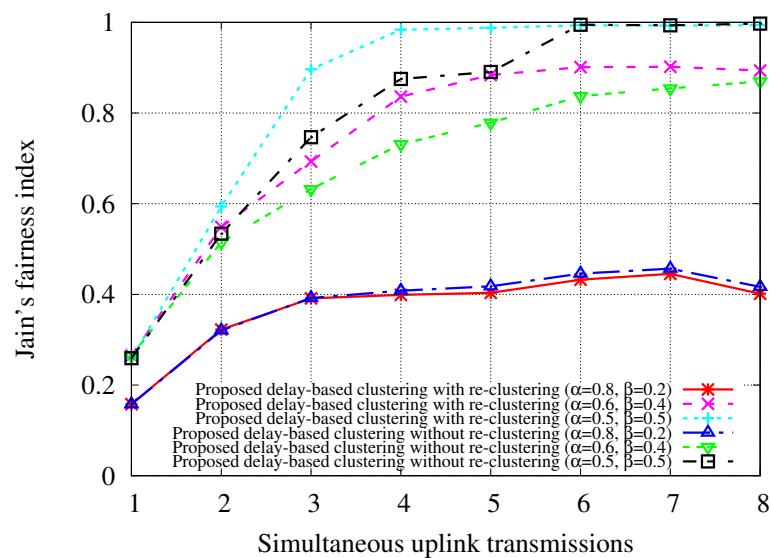 1
0.8
0.6
0.4
0.2
0
Jain's fairness index
Proposed delay-based clustering with re-clustering (α=0.8, β=0.2)
Proposed delay-based clustering with re-clustering (α=0.6, β=0.4)
Proposed delay-based clustering with re-clustering (α=0.5, β=0.5)
Proposed delay-based clustering without re-clustering (α=0.8, β=0.2)
Proposed delay-based clustering without re-clustering (α=0.6, β=0.4)
Proposed delay-based clustering without re-clustering (α=0.5, β=0.5)
1 2 3 4 5 6 7 8
Simultaneous uplink transmissions